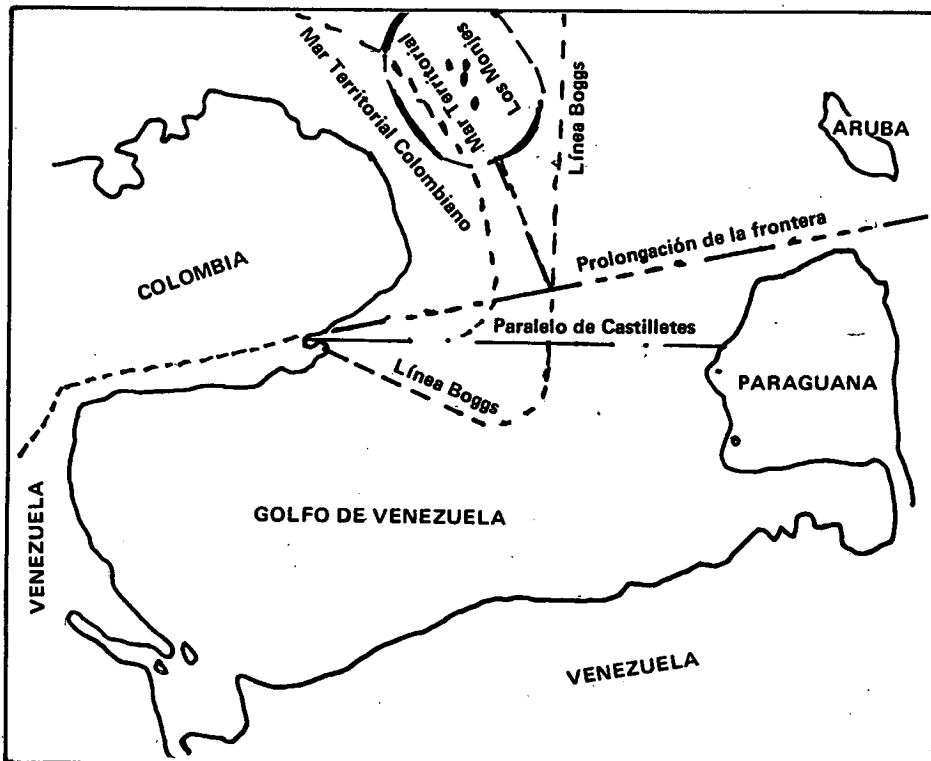 Mar Territorial Colombiano
Mar Territorial
Los Monjes
Línea Boggs
ARUBA
Prolongación de la frontera
COLOMBIA
Paralelo de Castilletes
Línea Boggs
PARAGUANA
VENEZUELA
GOLFO DE VENEZUELA
VENEZUELA